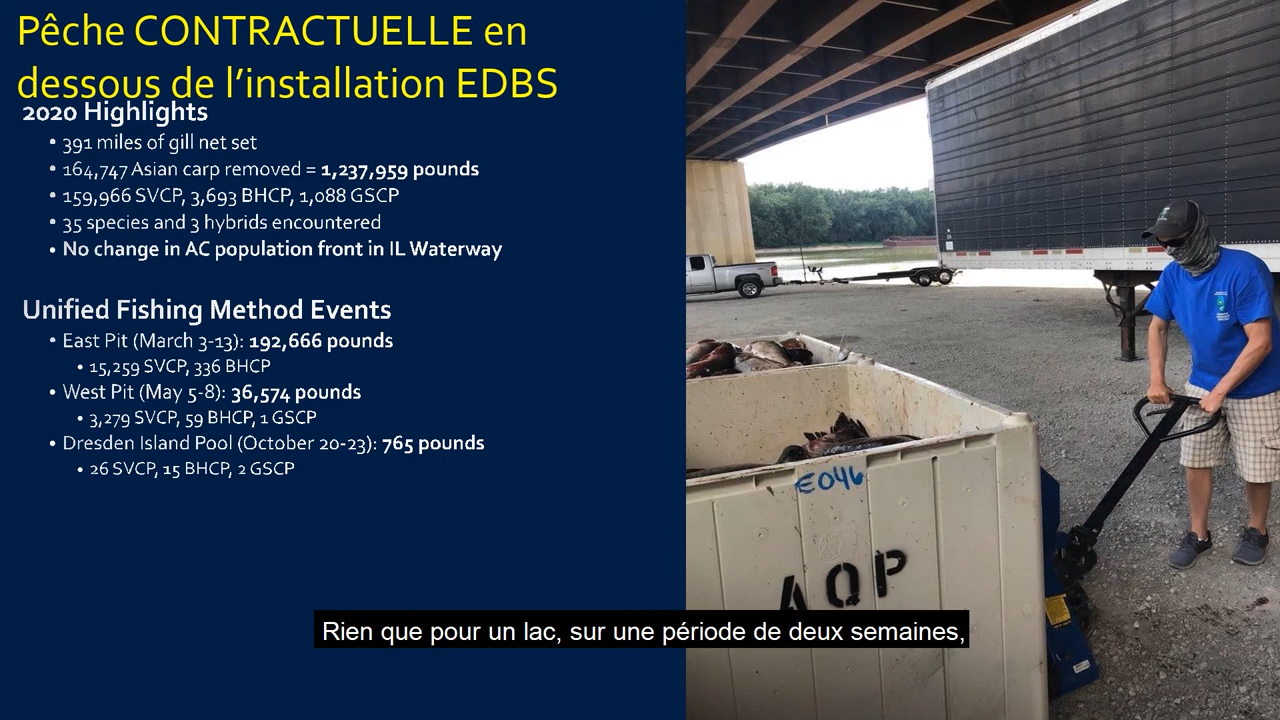 Pêche CONTRACTUELLE en
dessous de l’installation EDBS
2020 Highlights
• 391 miles of gill net set
• 164,747 Asian carp removed = 1,237,959 pounds
• 159,966 SVCP, 3,693 BHCP, 1,088 GSCP
• 35 species and 3 hybrids encountered
• No change in AC population front in IL Waterway
Unified Fishing Method Events
• East Pit (March 3-13): 192,666 pounds
• 15,259 SVCP, 336 BHCP
• West Pit (May 5-8): 36,574 pounds
• 3,279 SVCP, 59 BHCP, 1 GSCP
• Dresden Island Pool (October 20-23): 765 pounds
• 26 SVCP, 15 BHCP, 2 GSCP
E046
AQP
Rien que pour un lac, sur une période de deux semaines,